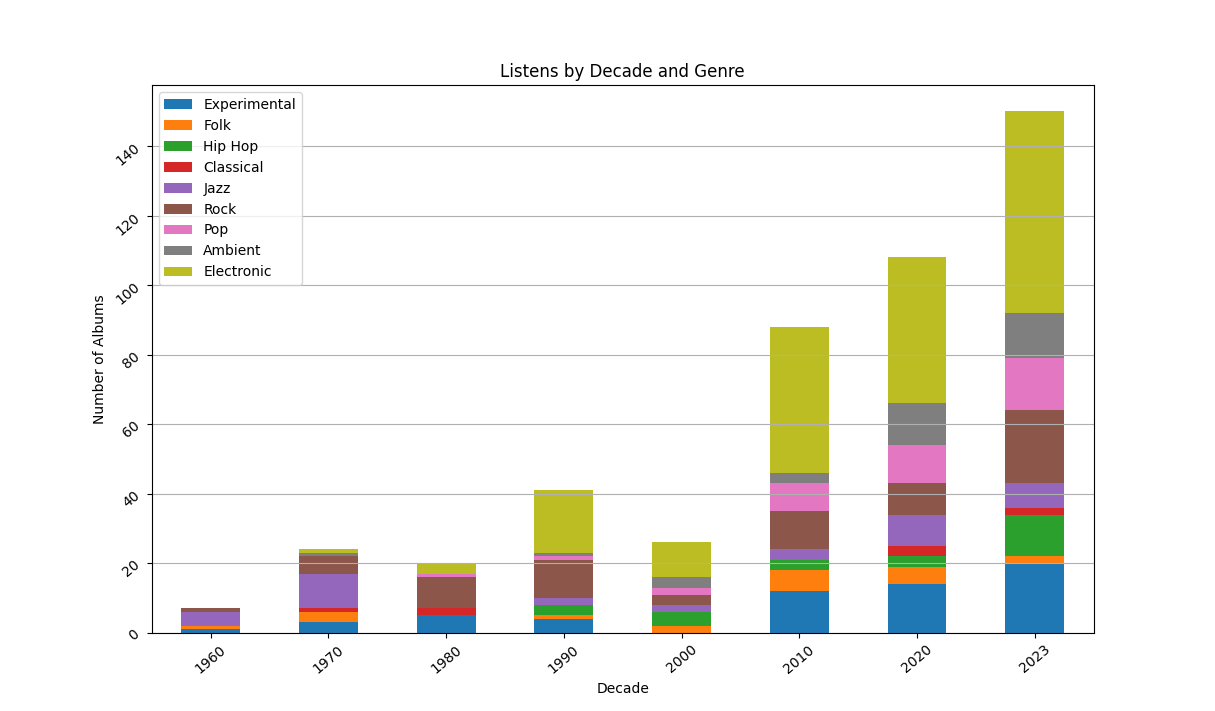 Listens by Decade and Genre
Experimental
Folk
Hip Hop
Classical
Jazz
Rock
Pop
Ambient
Electronic
Number of Albums
140
120
100
80
60
40
20
0
1960 1970 1980 1990 2000 2010 2020 2023
Decade